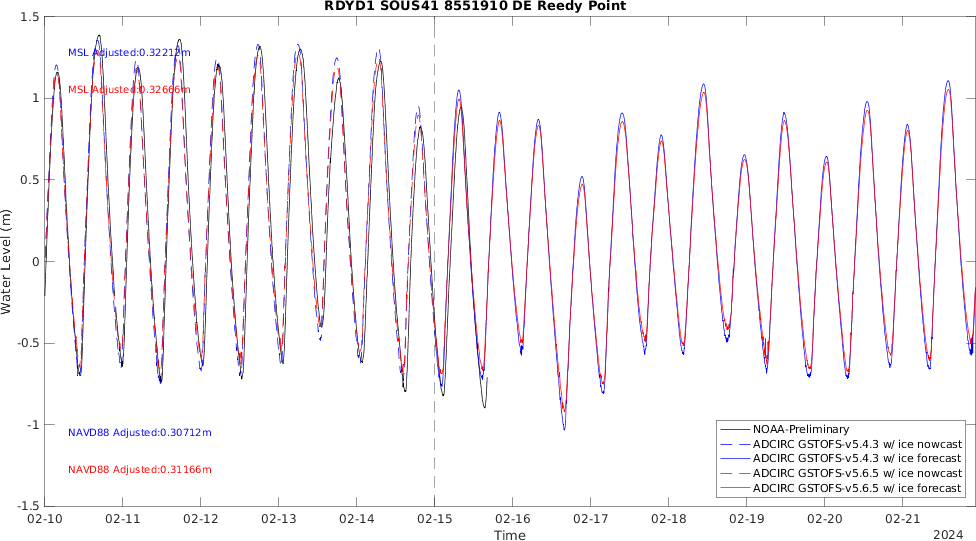 RDYD1 SOUS41 8551910 DE Reedy Point
1.5
1
0.5
0
-0.5
-1
-1.5
Water Level (m)
MSL Adjusted:0.32212m
MSL Adjusted:0.32666m
NAVD88 Adjusted:0.30712m
NAVD88 Adjusted:0.31166m
NOAA-Preliminary
ADCIRC GSTOFS-v5.4.3 w/ ice nowcast
ADCIRC GSTOFS-v5.4.3 w/ ice forecast
ADCIRC GSTOFS-v5.6.5 w/ ice nowcast
ADCIRC GSTOFS-v5.6.5 w/ ice forecast
02-10 02-11 02-12 02-13 02-14 02-15 02-16 02-17 02-18 02-19 02-20 02-21
Time
2024